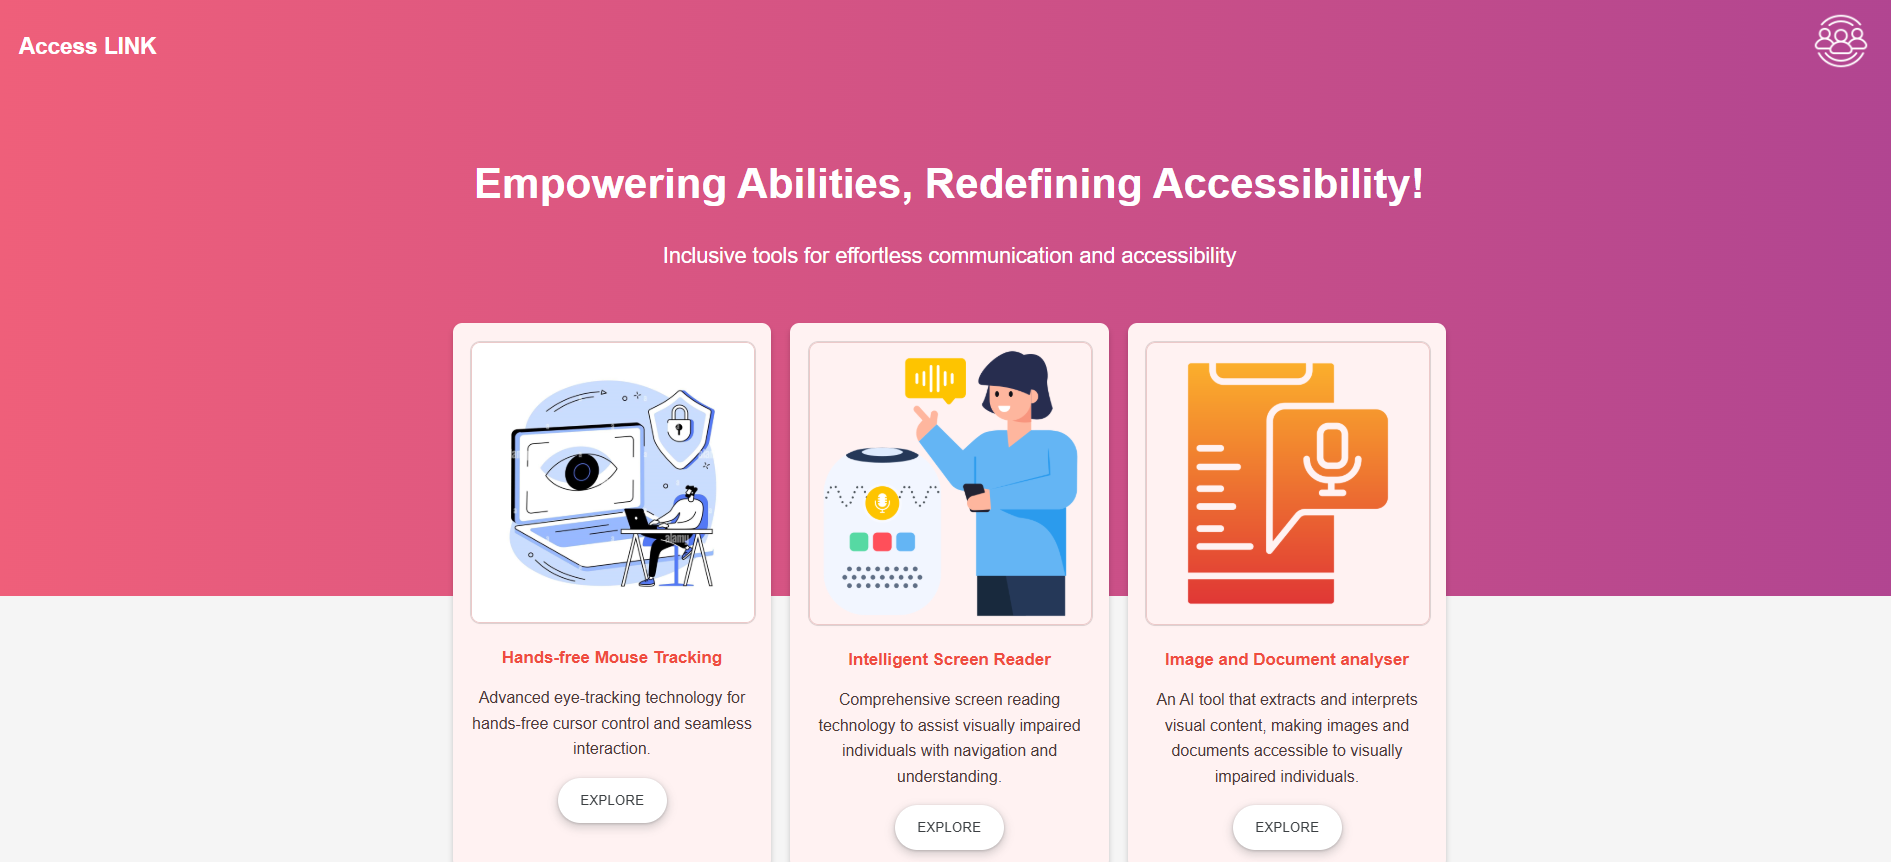 Access LINK
Empowering Abilities, Redefining Accessibility!
Inclusive tools for effortless communication and accessibility
alamy
Hands-free Mouse Tracking
Advanced eye-tracking technology for
hands-free cursor control and seamless
interaction.
EXPLORE
Intelligent Screen Reader
Comprehensive screen reading
technology to assist visually impaired
individuals with navigation and
understanding.
EXPLORE
Image and Document analyser
An AI tool that extracts and interprets
visual content, making images and
documents accessible to visually
impaired individuals.
EXPLORE